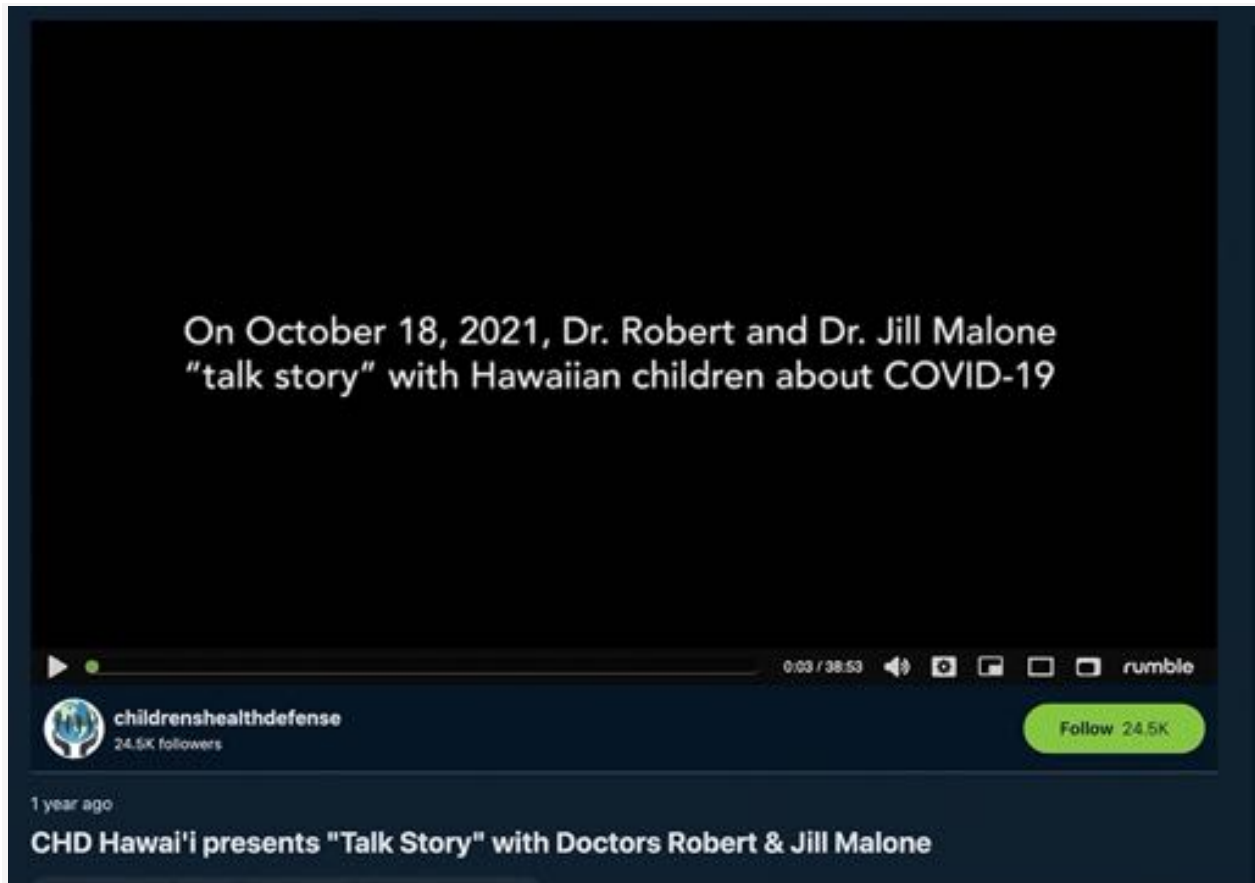 On October 18, 2021, Dr. Robert and Dr. Jill Malone
"talk story" with Hawaiian children about COVID-19
0:03 / 38:53
rumble
childrenshealthdefense
24.5K followers
Follow 24.5K
1 year ago
CHD Hawai'i presents "Talk Story" with Doctors Robert & Jill Malone